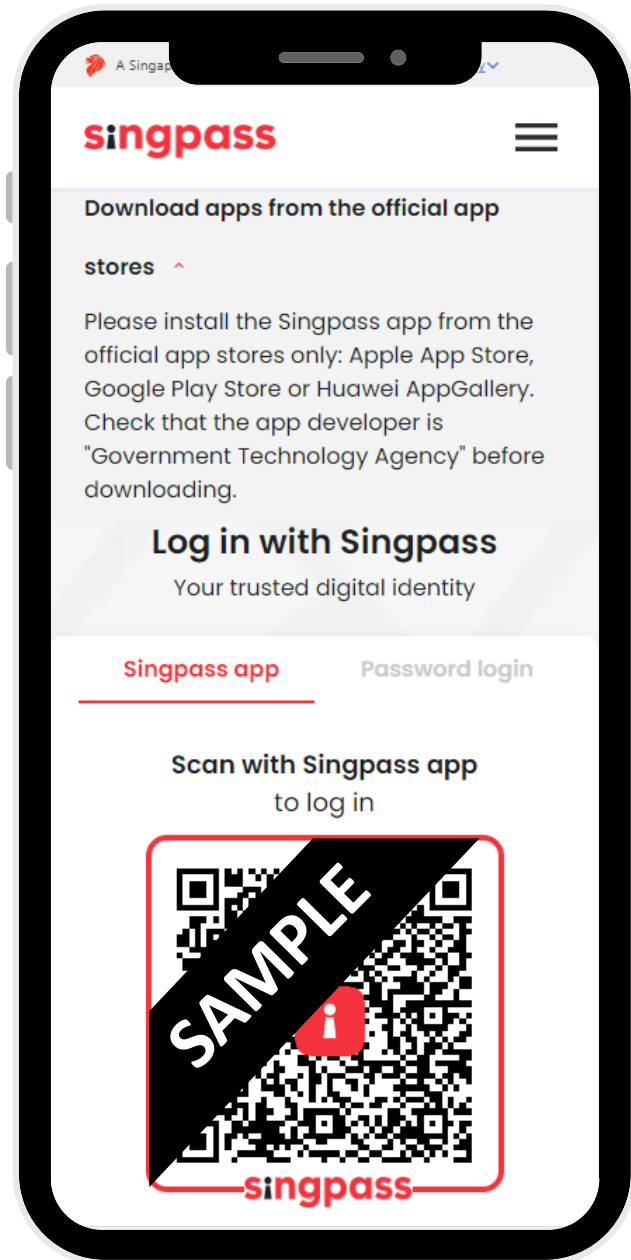 A Singap
singpass
Download apps from the official app
stores
Please install the Singpass app from the
official app stores only: Apple App Store,
Google Play Store or Huawei AppGallery.
Check that the app developer is
"Government Technology Agency" before
downloading.
Log in with Singpass
Your trusted digital identity
Singpass app
Password login
Scan with Singpass app
to log in
SAMPLE
singpass